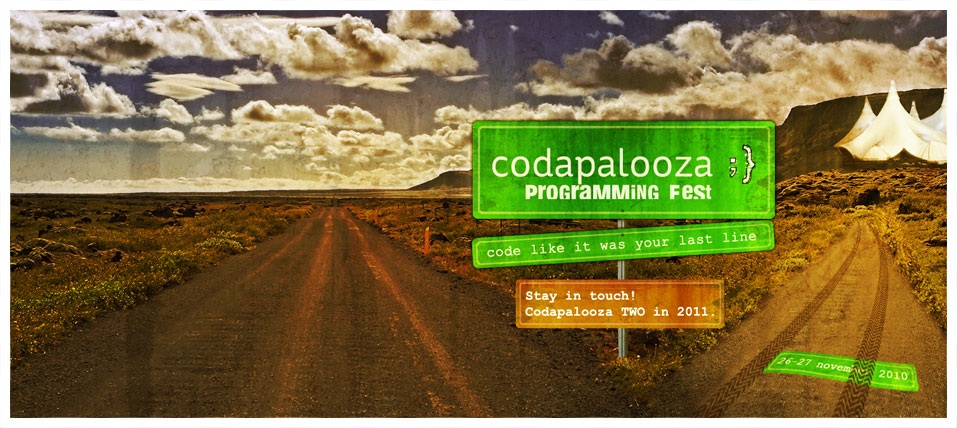 codapalooza ;}
PROGRAMMING FEST
code like it was your last line
Stay in touch!
Codapalooza TWO in 2011.
26-27 november 2010